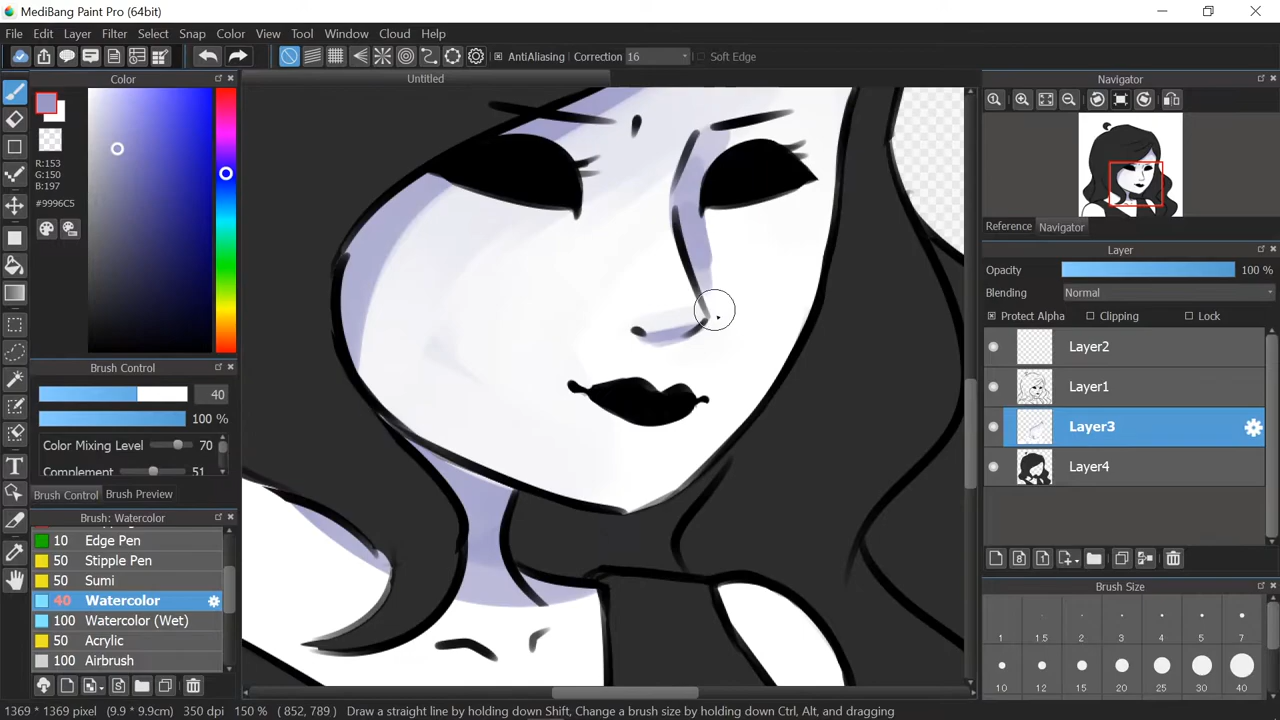 MediBang Paint Pro (64bit)
File Edit Layer Filter Select Snap Color View Tool Window Cloud Help
AntiAliasing Correction 16 Soft Edge
Color
Untitled
Navigator
R:153
G:150
B:197
#9996C5
Reference Navigator
Layer
Opacity 100 %
Blending Normal
Protect Alpha Clipping Lock
Layer2
Layer1
Layer3
Layer4
Brush Control
40
100 %
Color Mixing Level 70
Complement 51
Brush Control Brush Preview
Brush: Watercolor
10 Edge Pen
50 Stipple Pen
50 Sumi
40 Watercolor
100 Watercolor (Wet)
50 Acrylic
100 Airbrush
Brush Size
1 1.5 2 3 4 5 7
10 12 15 20 25 30 40
1369 * 1369 pixel (9.9 * 9.9cm) 350 dpi 150 % ( 852, 789 ) Draw a straight line by holding down Shift, Change a brush size by holding down Ctrl, Alt, and dragging